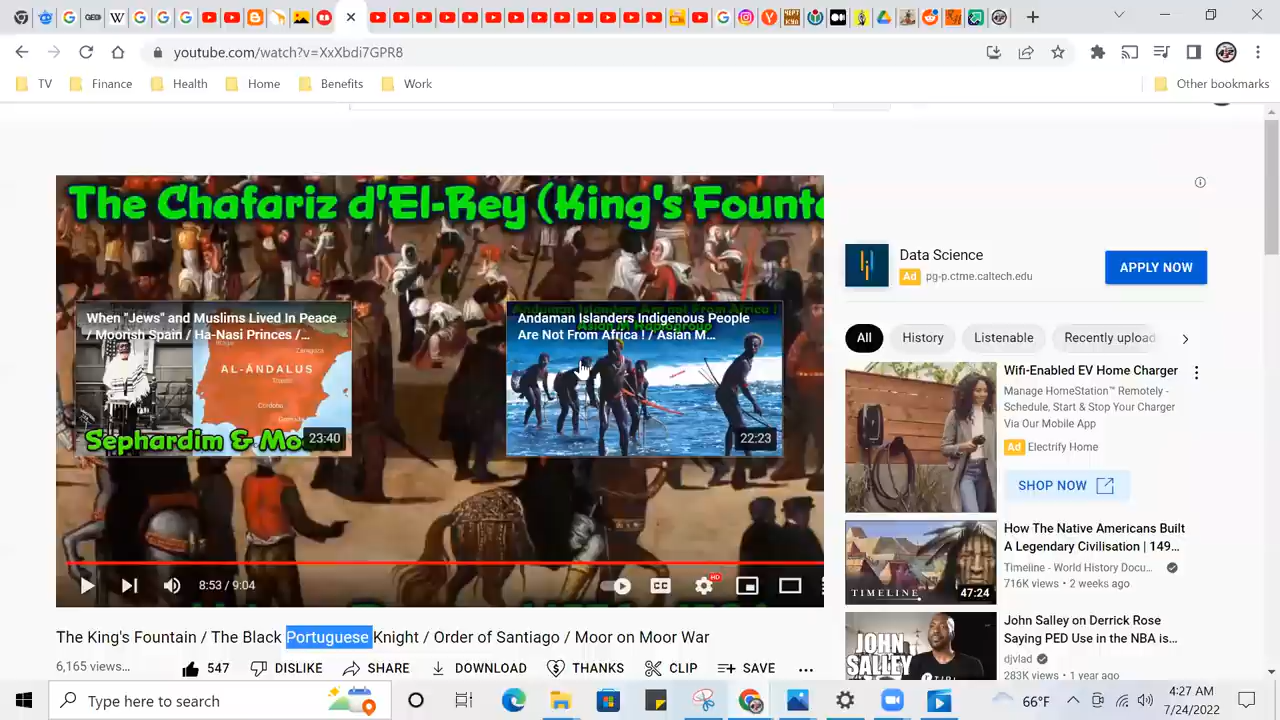 youtube.com/watch?v=XxXbdi7GPR8
TV Finance Health Home Benefits Work Other bookmarks
The Chafariz d'El-Rey (King's Founta
When "Jews" and Muslims Lived In Peace
/ Moorish Spain / Ha-Nasi Princes /...
AL-ÁNDALUS
Sephardim & Mo
23:40
Andaman Islanders Indigenous People
Are Not From Africa ! / Asian M...
22:23
8:53 / 9:04
CC
HD
The King's Fountain / The Black Portuguese Knight / Order of Santiago / Moor on Moor War
6,165 views...
547 DISLIKE SHARE DOWNLOAD THANKS CLIP SAVE ...
Data Science
Ad pg-p.ctme.caltech.edu
APPLY NOW
All History Listenable Recently upload
Wifi-Enabled EV Home Charger
Manage HomeStation™ Remotely -
Schedule, Start & Stop Your Charger
Via Our Mobile App
Ad Electrify Home
SHOP NOW
How The Native Americans Built
A Legendary Civilisation | 149...
Timeline - World History Docu...
716K views • 2 weeks ago
TIMELINE
47:24
John Salley on Derrick Rose
Saying PED Use in the NBA is...
djvlad
283K views • 1 year ago
JOHN
SALLEY
Type here to search
66°F
4:27 AM
7/24/2022